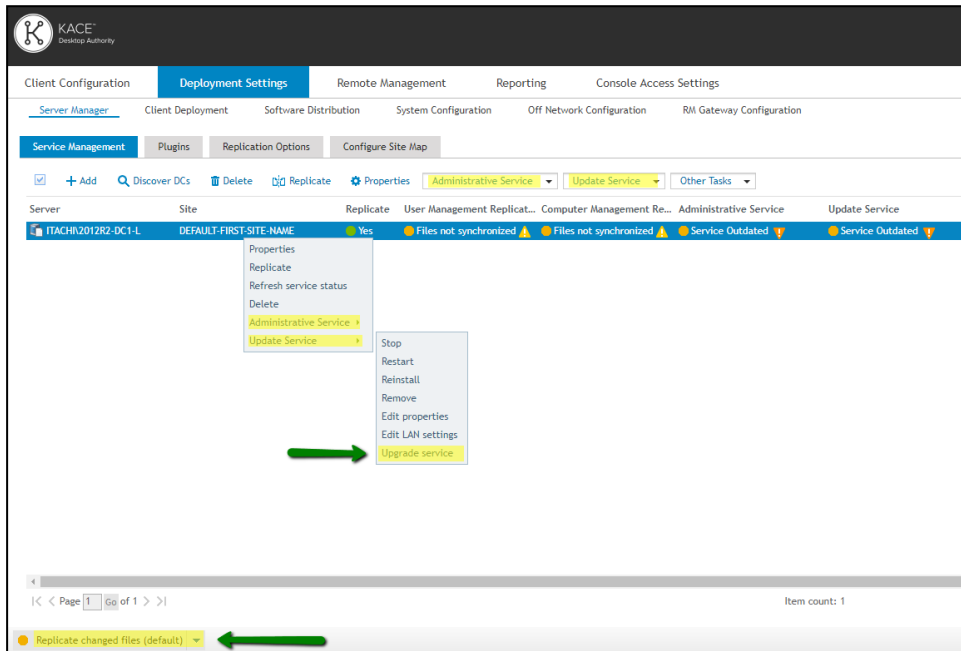 KACE™
Desktop Authority
Client Configuration Deployment Settings Remote Management Reporting Console Access Settings
Server Manager Client Deployment Software Distribution System Configuration Off Network Configuration RM Gateway Configuration
Service Management Plugins Replication Options Configure Site Map
+ Add Discover DCs Delete Replicate Properties Administrative Service Update Service Other Tasks
Server Site Replicate User Management Replicat... Computer Management Re... Administrative Service Update Service
ITACHI\2012R2-DC1-L DEFAULT-FIRST-SITE-NAME Yes Files not synchronized Files not synchronized Service Outdated Service Outdated
Properties
Replicate
Refresh service status
Delete
Administrative Service
Update Service
Stop
Restart
Reinstall
Remove
Edit properties
Edit LAN settings
Upgrade service
|< < Page 1 Go of 1 > >| Item count: 1
Replicate changed files (default)